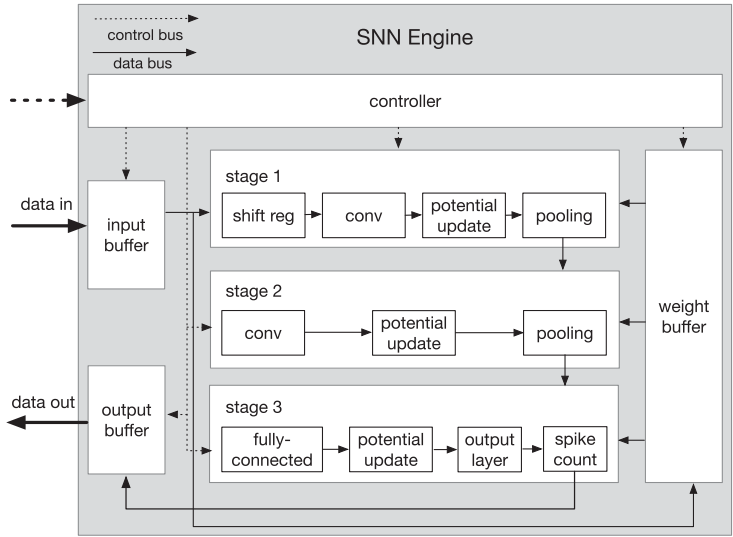 SNN Engine
control bus
data bus
controller
data in
input
buffer
stage 1
shift reg
conv
potential
update
pooling
stage 2
conv
potential
update
pooling
weight
buffer
data out
output
buffer
stage 3
fully-
connected
potential
update
output
layer
spike
count